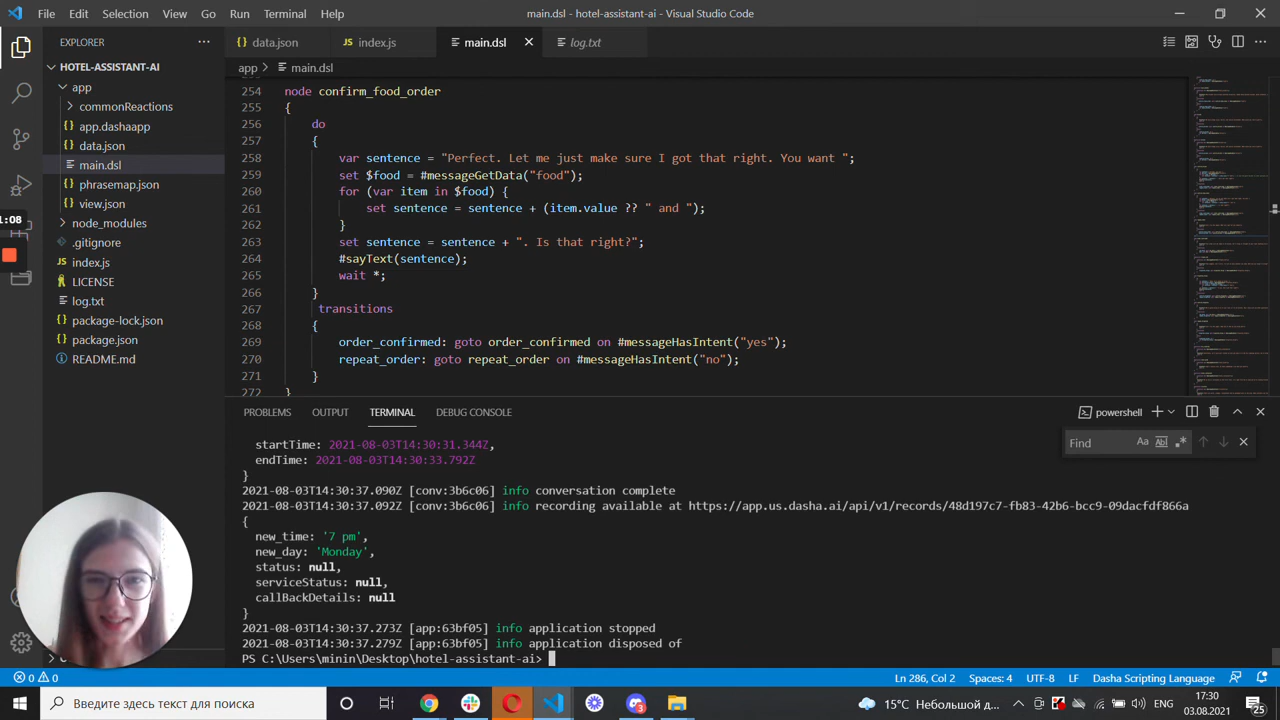 File Edit Selection View Go Run Terminal Help
main.dsl - hotel-assistant-ai - Visual Studio Code
EXPLORER
HOTEL-ASSISTANT-AI
app
commonReactions
app.dashaapp
data.json
main.dsl
phrasemap.json
view.json
node_modules
.gitignore
index.js
LICENSE
log.txt
package-lock.json
package.json
README.md
1:08
data.json index.js main.dsl log.txt
app > main.dsl
254 node confirm_food_order
255 {
256 do
257 {
258 var sentence = "Perfect. Let me just make sure I got that right. You want ";
259 set $food = #messageGetData("food");
260 for (var item in $food) {
261 set sentence = sentence + (item.value ?? " and ");
262 }
263 set sentence = sentence + ". Is that right?";
264 #sayText(sentence);
265 wait *;
266 }
267 transitions
268 {
269 order_confirmed: goto order_confirmed on #messageHasIntent("yes");
270 repeat_order: goto repeat_order on #messageHasIntent("no");
271 }
PROBLEMS OUTPUT TERMINAL DEBUG CONSOLE
powershell
Find
Aa Ab
startTime: 2021-08-03T14:30:31.344Z,
endTime: 2021-08-03T14:30:33.792Z
}
2021-08-03T14:30:37.090Z [conv:3b6c06] info conversation complete
2021-08-03T14:30:37.092Z [conv:3b6c06] info recording available at https://app.us.dasha.ai/api/v1/records/48d197c7-fb83-42b6-bcc9-09dacfdf866a
{
new_time: '7 pm',
new_day: 'Monday',
status: null,
serviceStatus: null,
callBackDetails: null
}
2021-08-03T14:30:37.273Z [app:63bf05] info application stopped
2021-08-03T14:30:37.279Z [app:63bf05] info application disposed of
PS C:\Users\minin\Desktop\hotel-assistant-ai>
0 0
Ln 286, Col 2 Spaces: 4 UTF-8 LF Dasha Scripting Language
Введите здесь текст для поиска
3
15°C Небольшой д...
ENG
17:30
03.08.2021
25